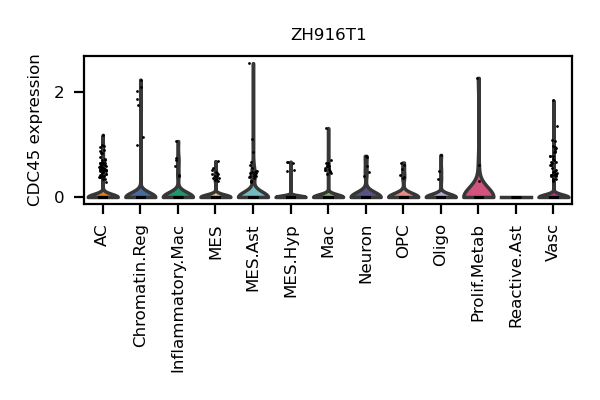 ZH916T1
CDC45 expression
2
0
AC
Chromatin.Reg
Inflammatory.Mac
MES
MES.Ast
MES.Hyp
Mac
Neuron
OPC
Oligo
Prolif.Metab
Reactive.Ast
Vasc